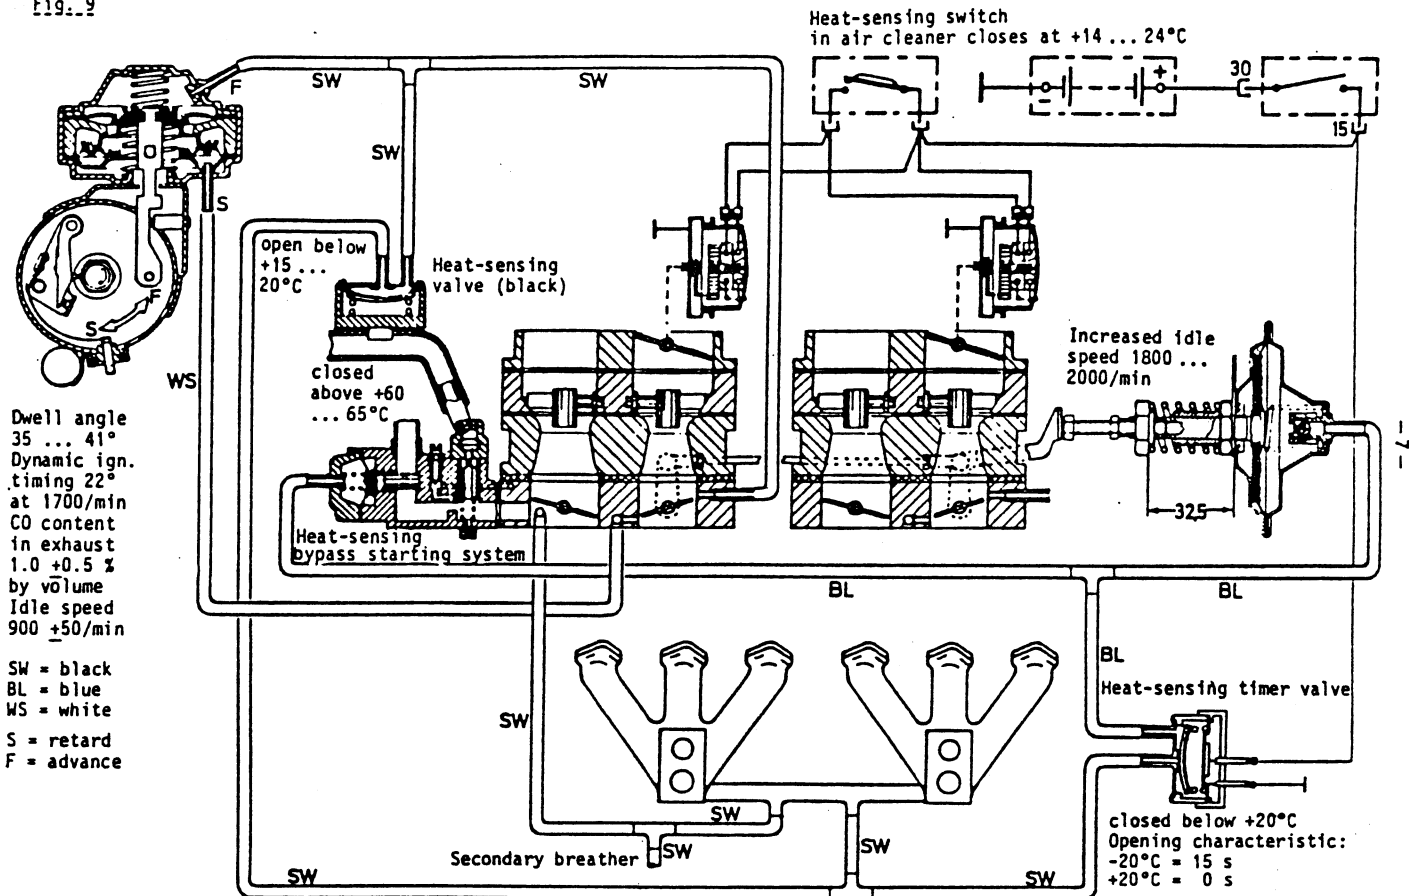 Fig. 9
Heat-sensing switch
in air cleaner closes at +14 ... 24°C
SW
SW
F
SW
S
30
+
-
15
open below
+15 ...
20°C
Heat-sensing
valve (black)
F
S
WS
closed
above +60
... 65°C
Increased idle
speed 1800 ...
2000/min
Dwell angle
35 ... 41°
Dynamic ign.
timing 22°
at 1700/min
CO content
in exhaust
1.0 +0.5 %
by volume
Idle speed
900 +50/min
- 7 -
32,5
Heat-sensing
bypass starting system
BL
BL
SW = black
BL = blue
WS = white
S = retard
F = advance
BL
Heat-sensing timer valve
SW
SW
SW
SW
Secondary breather
closed below +20°C
Opening characteristic:
-20°C = 15 s
+20°C = 0 s
SW
SW